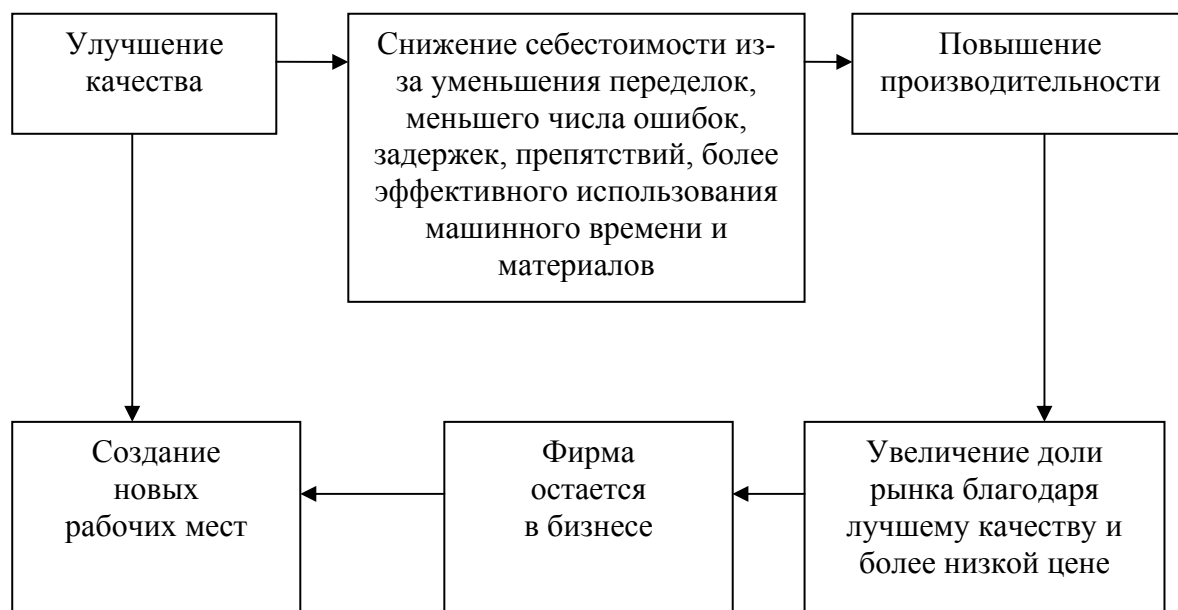 Улучшение
качества
Снижение себестоимости из-
за уменьшения переделок,
меньшего числа ошибок,
задержек, препятствий, более
эффективного использования
машинного времени и
материалов
Повышение
производительности
Создание
новых
рабочих мест
Фирма
остается
в бизнесе
Увеличение доли
рынка благодаря
лучшему качеству и
более низкой цене